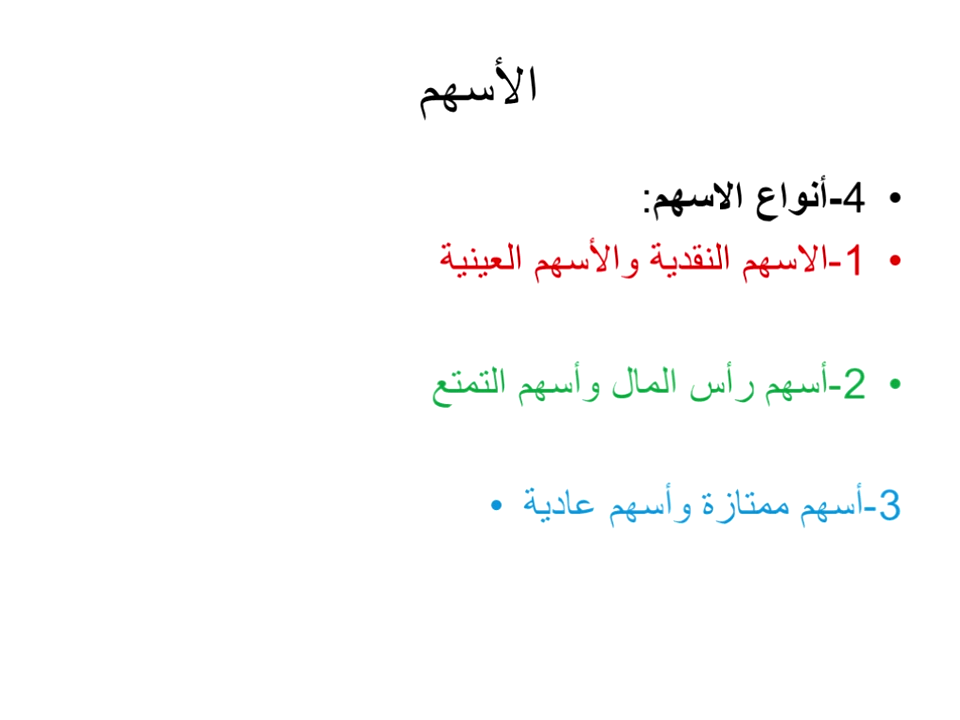 الأسهم
• 4-أنواع الاسهم:
• 1-الاسهم النقدية والأسهم العينية
• 2-أسهم رأس المال وأسهم التمتع
3-أسهم ممتازة وأسهم عادية •